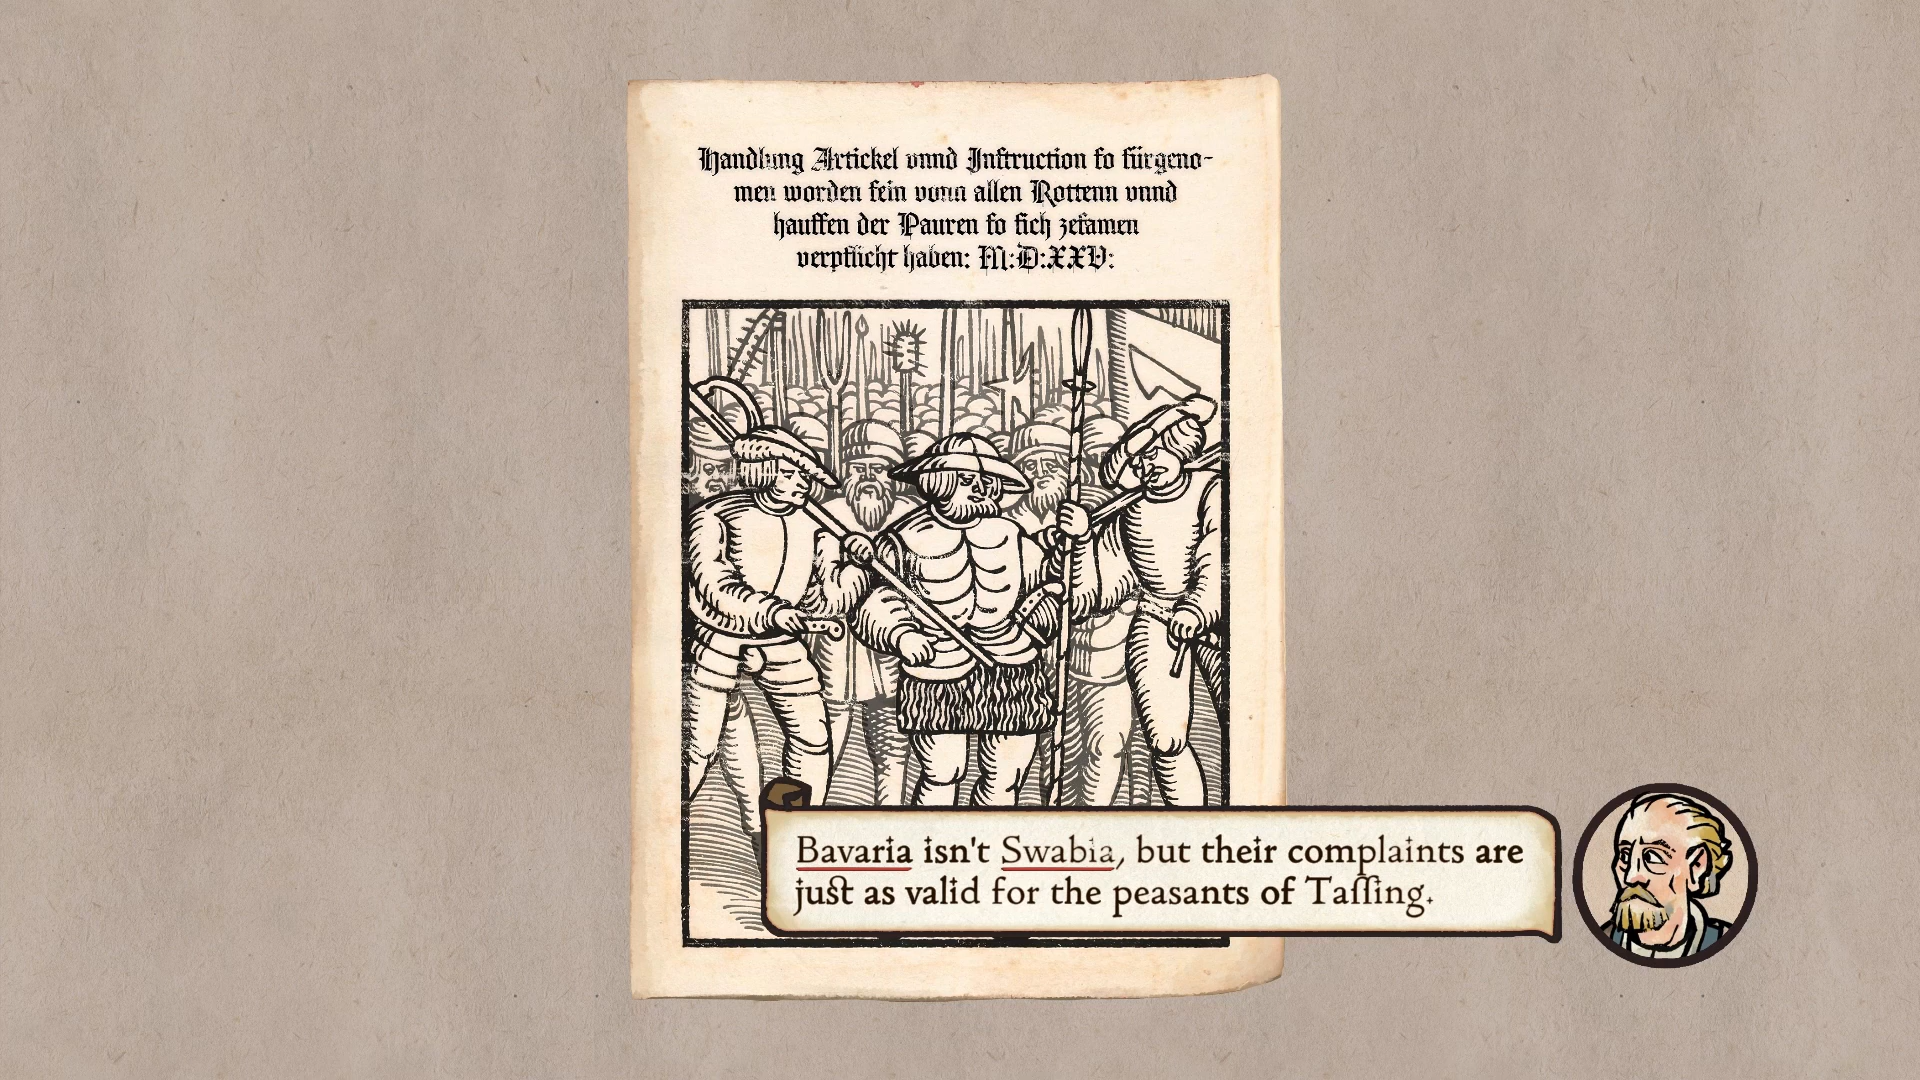 Handlung Artickel vnnd Inſtruction ſo fürgeno-
men worden ſein vonn allen Rottenn vnnd
hauffen der Pauren ſo ſich zeſamen
verpflicht haben: M:D:XXV:
Bavaria isn't Swabia, but their complaints are
just as valid for the peasants of Taſſing.